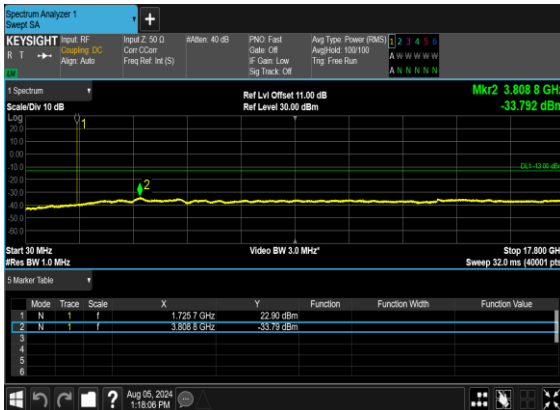 Spectrum Analyzer 1
Swept SA
+
KEYSIGHT Input: RF Input Z: 50 Ω #Atten: 40 dB PNO: Fast Avg Type: Power (RMS) 1 2 3 4 5 6
R T Coupling: DC Corr CCorr Gate: Off Avg|Hold: 100/100 A W W W W W
Align: Auto Freq Ref: Int (S) IF Gain: Low Trig: Free Run
LW Sig Track: Off A N N N N N
1 Spectrum
Ref Lvl Offset 11.00 dB Mkr2 3.808 8 GHz
Scale/Div 10 dB Ref Level 30.00 dBm -33.792 dBm
Log
1
20.0
10.0
0.00
-10.0
DL1 -13.00 dBm
-20.0
-30.0
2
-40.0
-50.0
-60.0
Start 30 MHz Video BW 3.0 MHz* Stop 17.800 GHz
#Res BW 1.0 MHz Sweep 32.0 ms (40001 pts)
5 Marker Table
Mode Trace Scale X Y Function Function Width Function Value
1 N 1 f 1.725 7 GHz 22.90 dBm
2 N 1 f 3.808 8 GHz -33.79 dBm
3
4
5
6
? Aug 05, 2024
1:18:06 PM